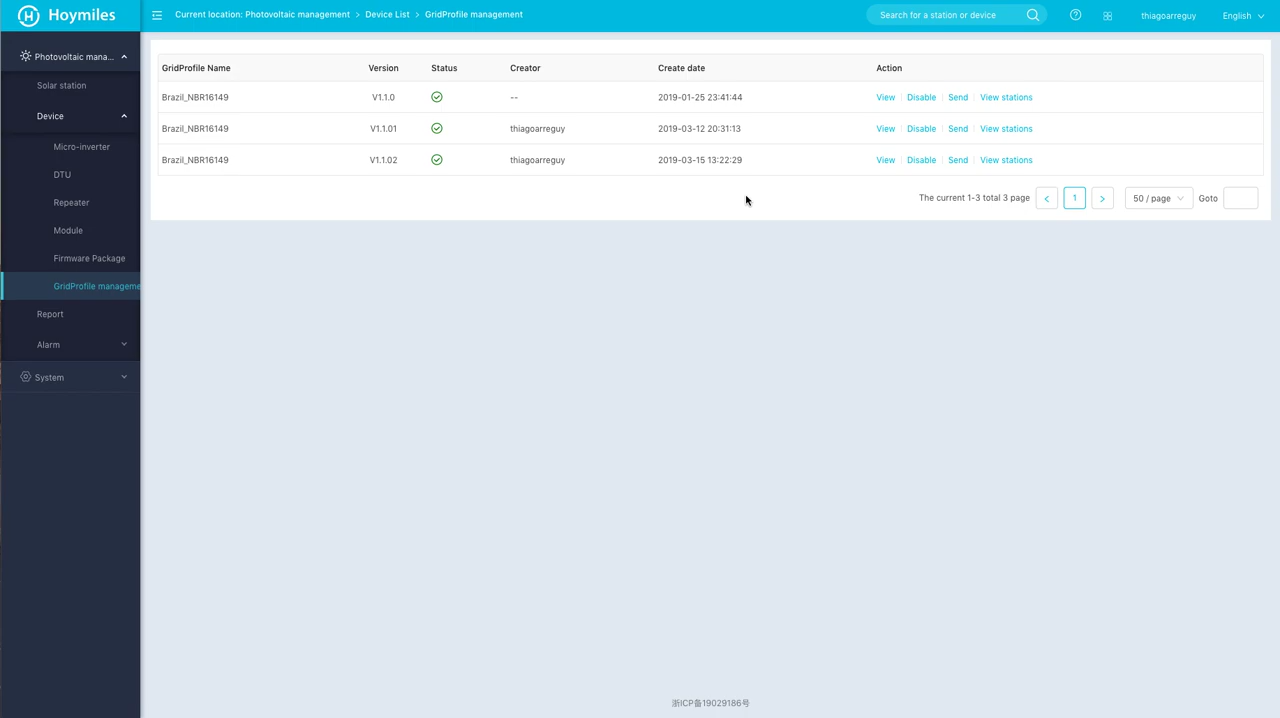 Hoymiles
Current location: Photovoltaic management > Device List > GridProfile management
Search for a station or device
thiagoarreguy
English
Photovoltaic mana...
Solar station
Device
Micro-inverter
DTU
Repeater
Module
Firmware Package
GridProfile manageme
Report
Alarm
System
GridProfile Name Version Status Creator Create date Action
Brazil_NBR16149 V1.1.0 -- 2019-01-25 23:41:44 View Disable Send View stations
Brazil_NBR16149 V1.1.01 thiagoarreguy 2019-03-12 20:31:13 View Disable Send View stations
Brazil_NBR16149 V1.1.02 thiagoarreguy 2019-03-15 13:22:29 View Disable Send View stations
The current 1-3 total 3 page < 1 > 50 / page Goto
浙ICP备19029186号